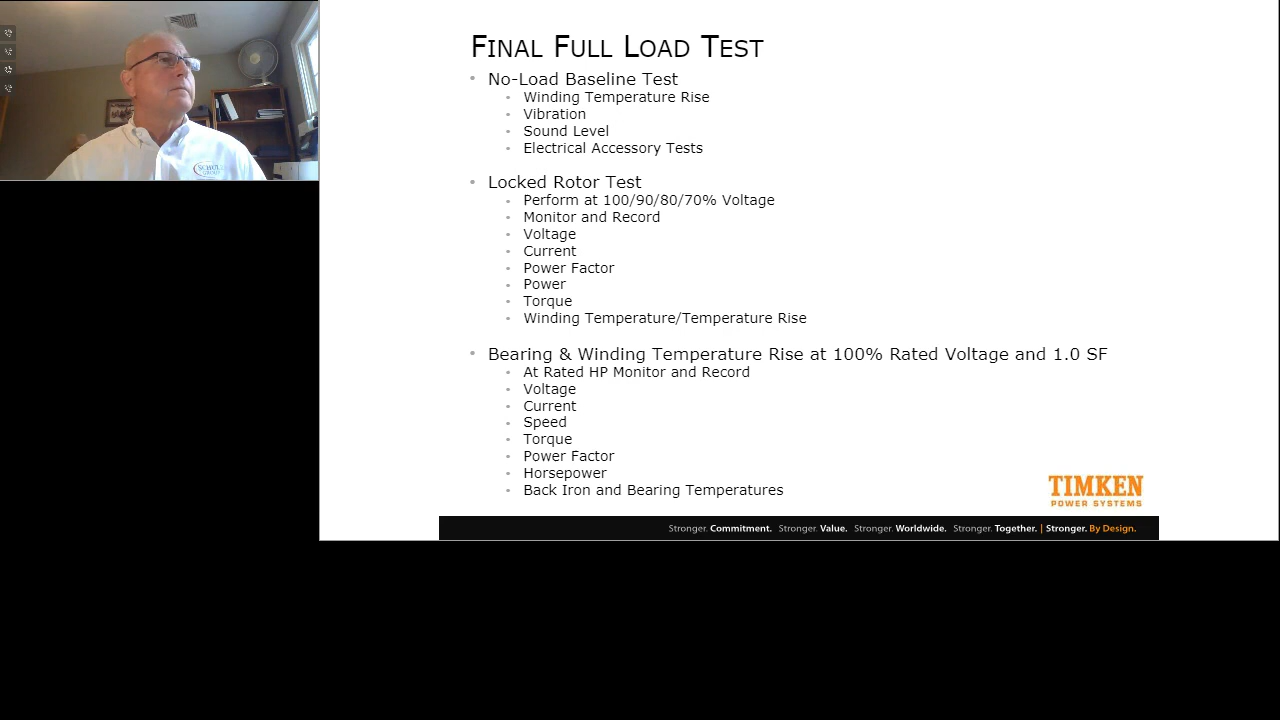 FINAL FULL LOAD TEST
No-Load Baseline Test
Winding Temperature Rise
Vibration
Sound Level
Electrical Accessory Tests
Locked Rotor Test
Perform at 100/90/80/70% Voltage
Monitor and Record
Voltage
Current
Power Factor
Power
Torque
Winding Temperature/Temperature Rise
Bearing & Winding Temperature Rise at 100% Rated Voltage and 1.0 SF
At Rated HP Monitor and Record
Voltage
Current
Speed
Torque
Power Factor
Horsepower
Back Iron and Bearing Temperatures
TIMKEN
POWER SYSTEMS
Stronger. Commitment. Stronger. Value. Stronger. Worldwide. Stronger. Together. | Stronger. By Design.